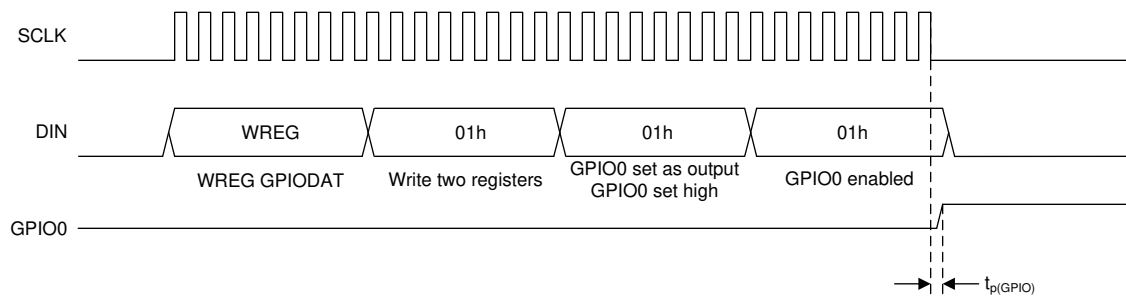 SCLK
DIN
WREG
01h
01h
01h
WREG GPIODAT
Write two registers
GPIO0 set as output
GPIO0 set high
GPIO0 enabled
GPIO0
tp(GPIO)